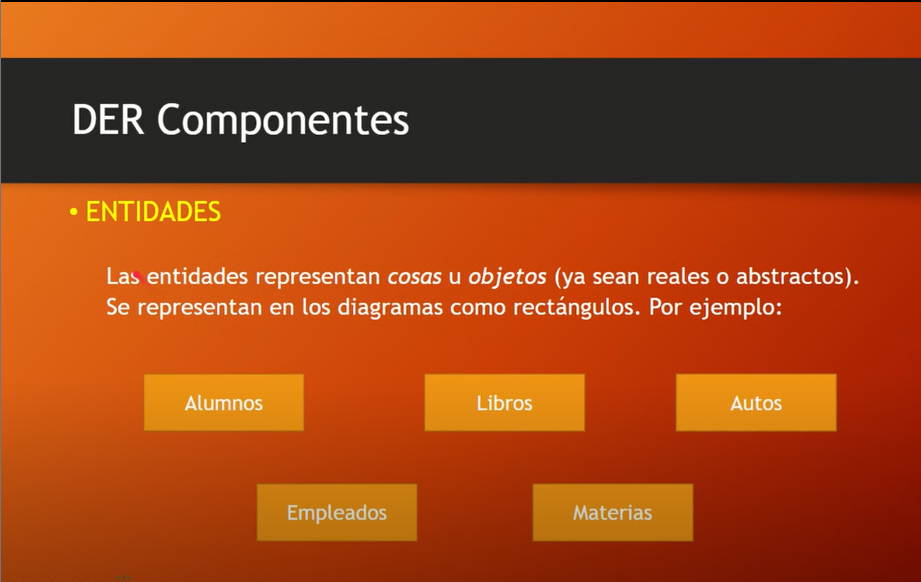 DER Componentes
• ENTIDADES
Las entidades representan cosas u objetos (ya sean reales o abstractos).
Se representan en los diagramas como rectángulos. Por ejemplo:
Alumnos
Libros
Autos
Empleados
Materias